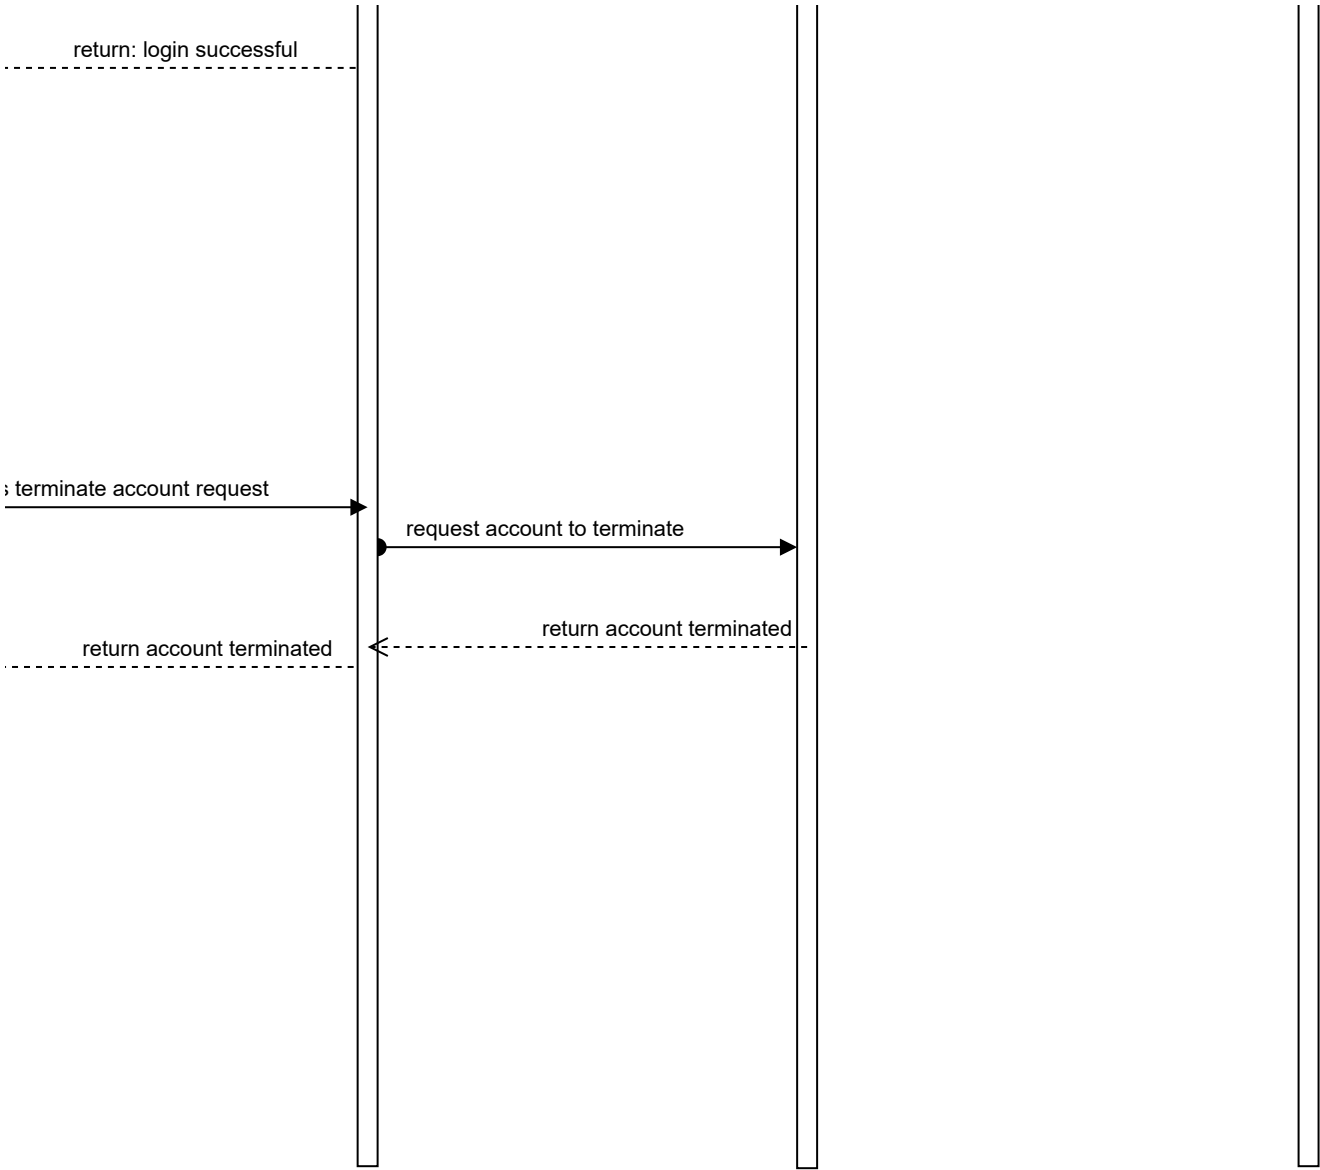 return: login successful
terminate account request
request account to terminate
return account terminated
return account terminated